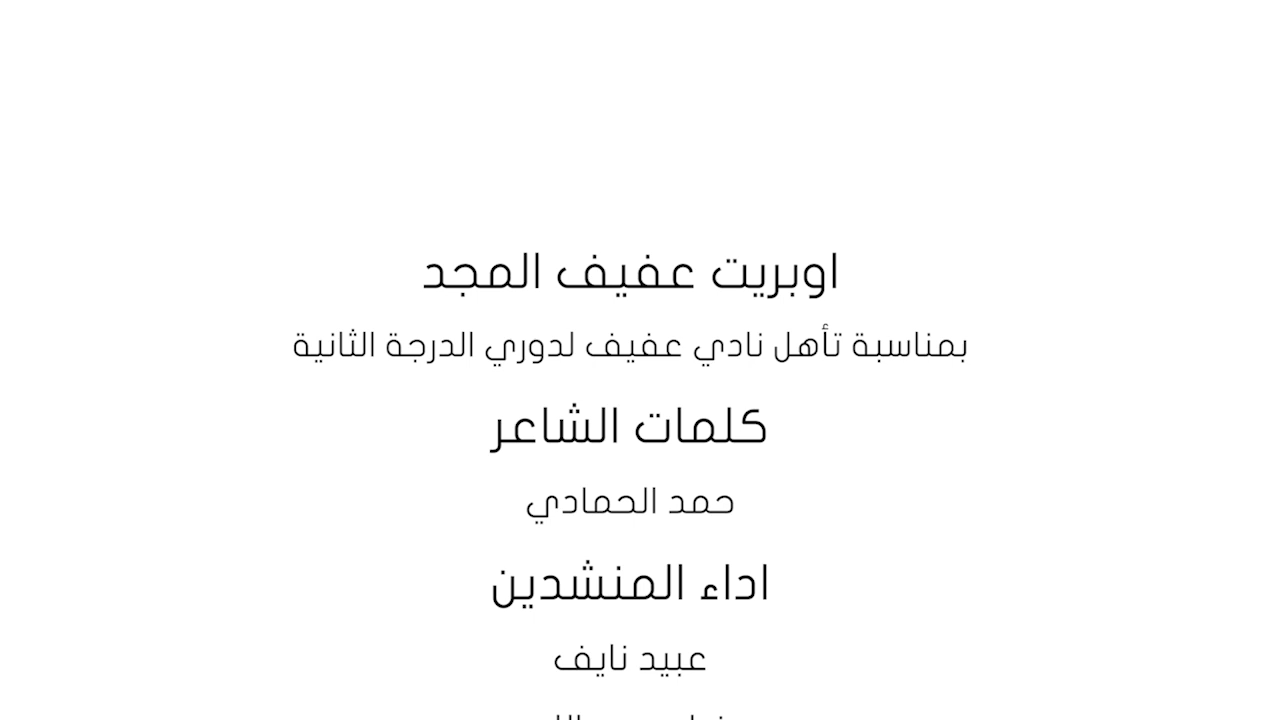 اوبريت عفيف المجد
بمناسبة تأهل نادي عفيف لدوري الدرجة الثانية
كلمات الشاعر
حمد الحمادي
اداء المنشدين
عبيد نايف